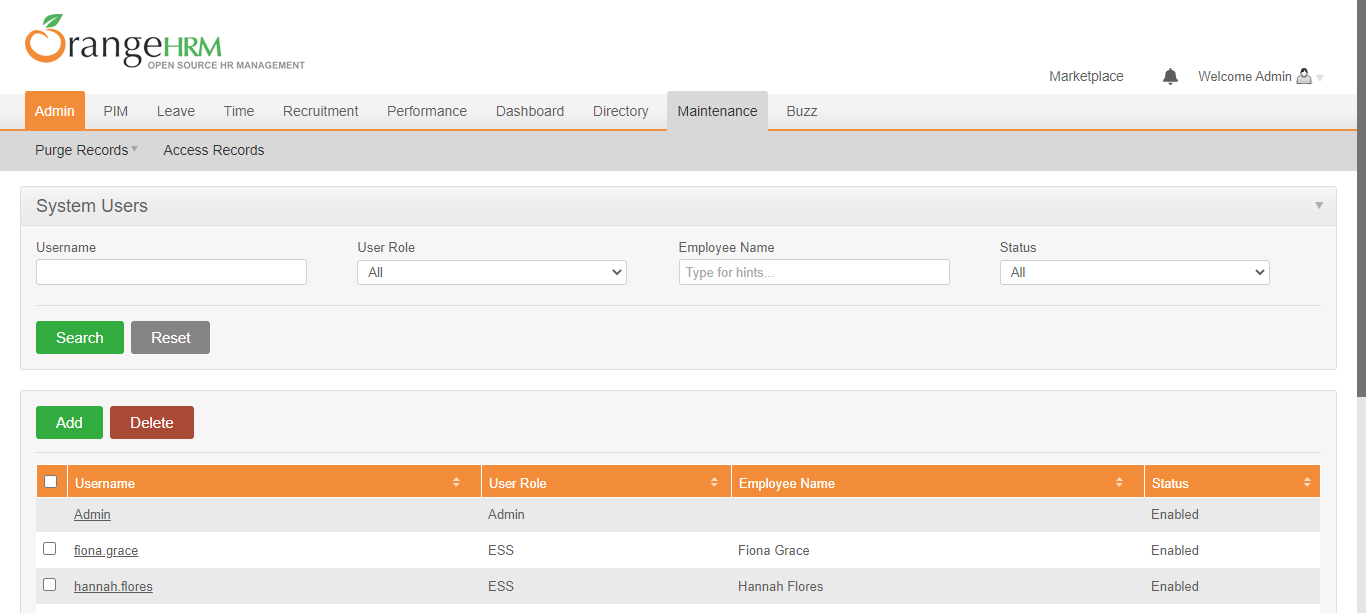 OrangeHRM
OPEN SOURCE HR MANAGEMENT
Marketplace Welcome Admin
Admin PIM Leave Time Recruitment Performance Dashboard Directory Maintenance Buzz
Purge Records Access Records
System Users
Username User Role Employee Name Status
All Type for hints... All
Search Reset
Add Delete
Username User Role Employee Name Status
Admin Admin Enabled
fiona.grace ESS Fiona Grace Enabled
hannah.flores ESS Hannah Flores Enabled